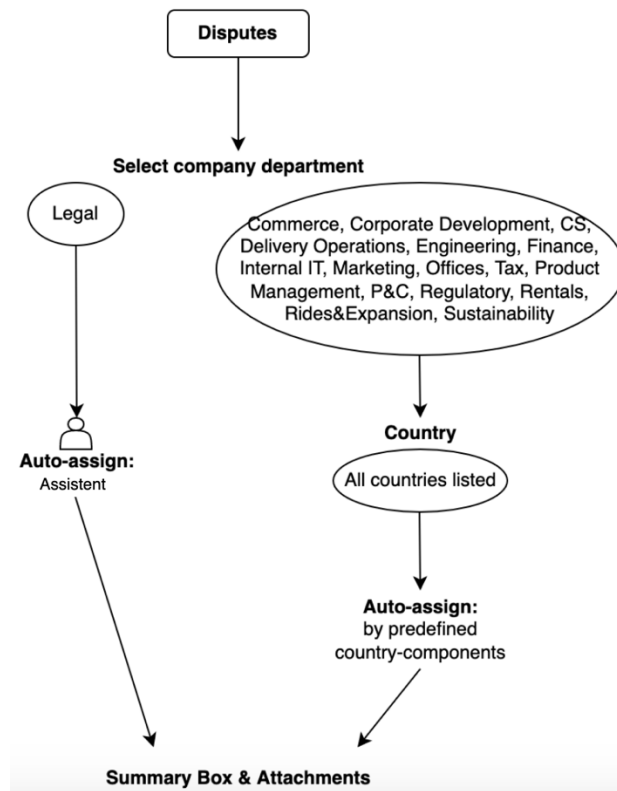 Disputes
Select company department
Legal
Commerce, Corporate Development, CS,
Delivery Operations, Engineering, Finance,
Internal IT, Marketing, Offices, Tax, Product
Management, P&C, Regulatory, Rentals,
Rides&Expansion, Sustainability
Auto-assign:
Assistent
Country
All countries listed
Auto-assign:
by predefined
country-components
Summary Box & Attachments